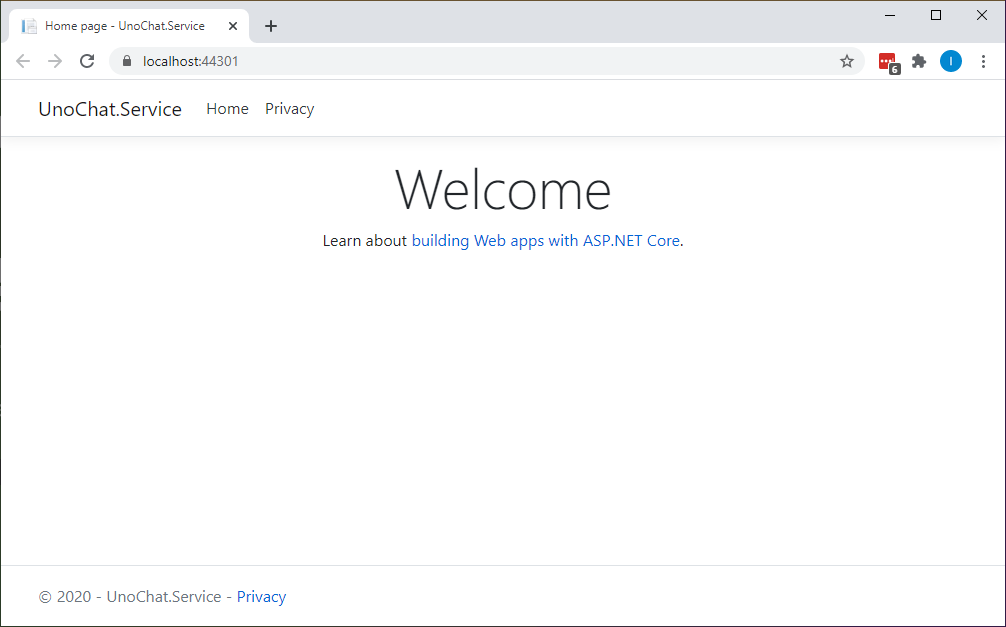 Home page - UnoChat.Service
localhost:44301
6
I
UnoChat.Service Home Privacy
Welcome
Learn about building Web apps with ASP.NET Core.
© 2020 - UnoChat.Service - Privacy